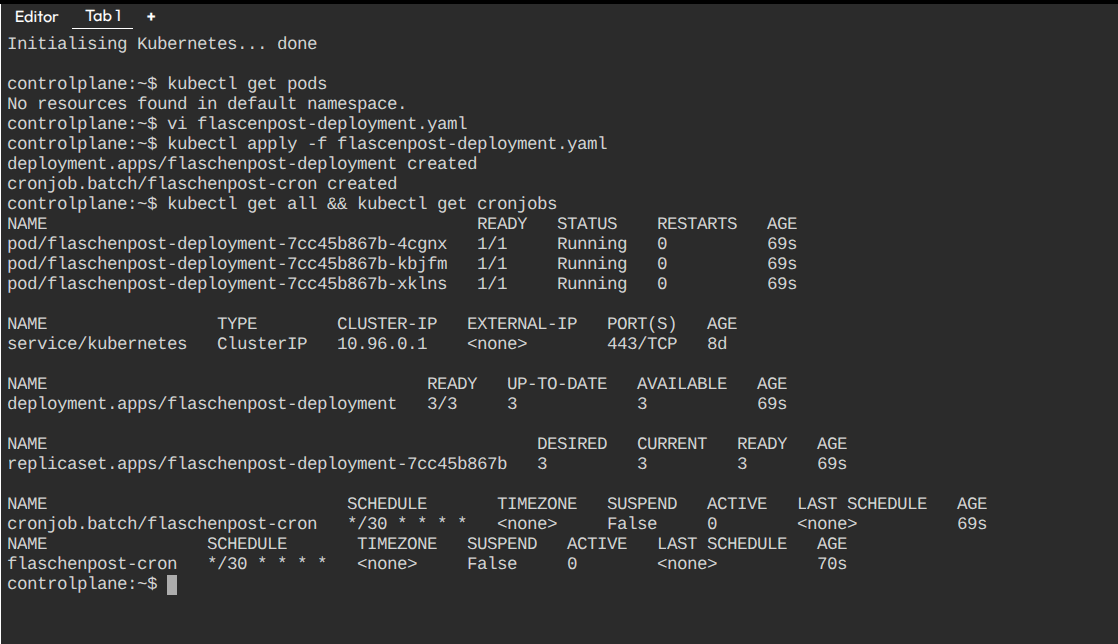 Editor Tab 1 +
Initialising Kubernetes... done
controlplane:~$ kubectl get pods
No resources found in default namespace.
controlplane:~$ vi flascenpost-deployment.yaml
controlplane:~$ kubectl apply -f flascenpost-deployment.yaml
deployment.apps/flaschenpost-deployment created
cronjob.batch/flaschenpost-cron created
controlplane:~$ kubectl get all && kubectl get cronjobs
NAME READY STATUS RESTARTS AGE
pod/flaschenpost-deployment-7cc45b867b-4cgnx 1/1 Running 0 69s
pod/flaschenpost-deployment-7cc45b867b-kbjfm 1/1 Running 0 69s
pod/flaschenpost-deployment-7cc45b867b-xklns 1/1 Running 0 69s
NAME TYPE CLUSTER-IP EXTERNAL-IP PORT(S) AGE
service/kubernetes ClusterIP 10.96.0.1 <none> 443/TCP 8d
NAME READY UP-TO-DATE AVAILABLE AGE
deployment.apps/flaschenpost-deployment 3/3 3 3 69s
NAME DESIRED CURRENT READY AGE
replicaset.apps/flaschenpost-deployment-7cc45b867b 3 3 3 69s
NAME SCHEDULE TIMEZONE SUSPEND ACTIVE LAST SCHEDULE AGE
cronjob.batch/flaschenpost-cron */30 * * * * <none> False 0 <none> 69s
NAME SCHEDULE TIMEZONE SUSPEND ACTIVE LAST SCHEDULE AGE
flaschenpost-cron */30 * * * * <none> False 0 <none> 70s
controlplane:~$